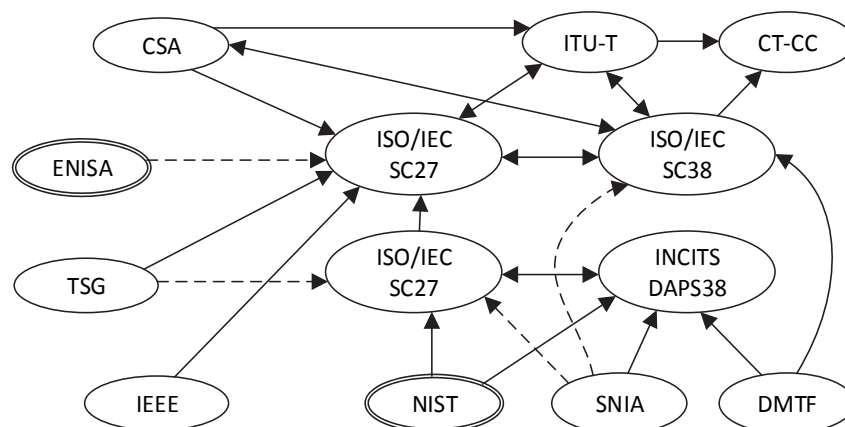 CSA
ITU-T
CT-CC
ISO/IEC
SC27
ISO/IEC
SC38
ENISA
ISO/IEC
SC27
INCITS
DAPS38
TSG
IEEE
NIST
SNIA
DMTF